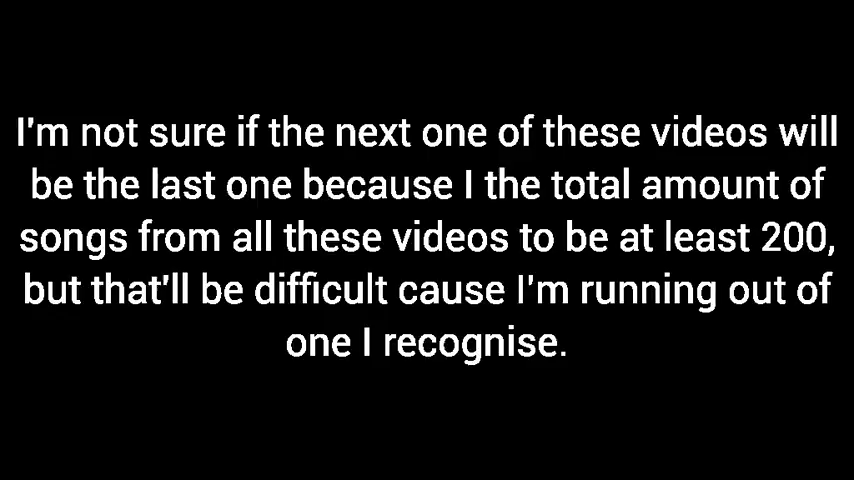 I'm not sure if the next one of these videos will
be the last one because I the total amount of
songs from all these videos to be at least 200,
but that'll be difficult cause I'm running out of
one I recognise.